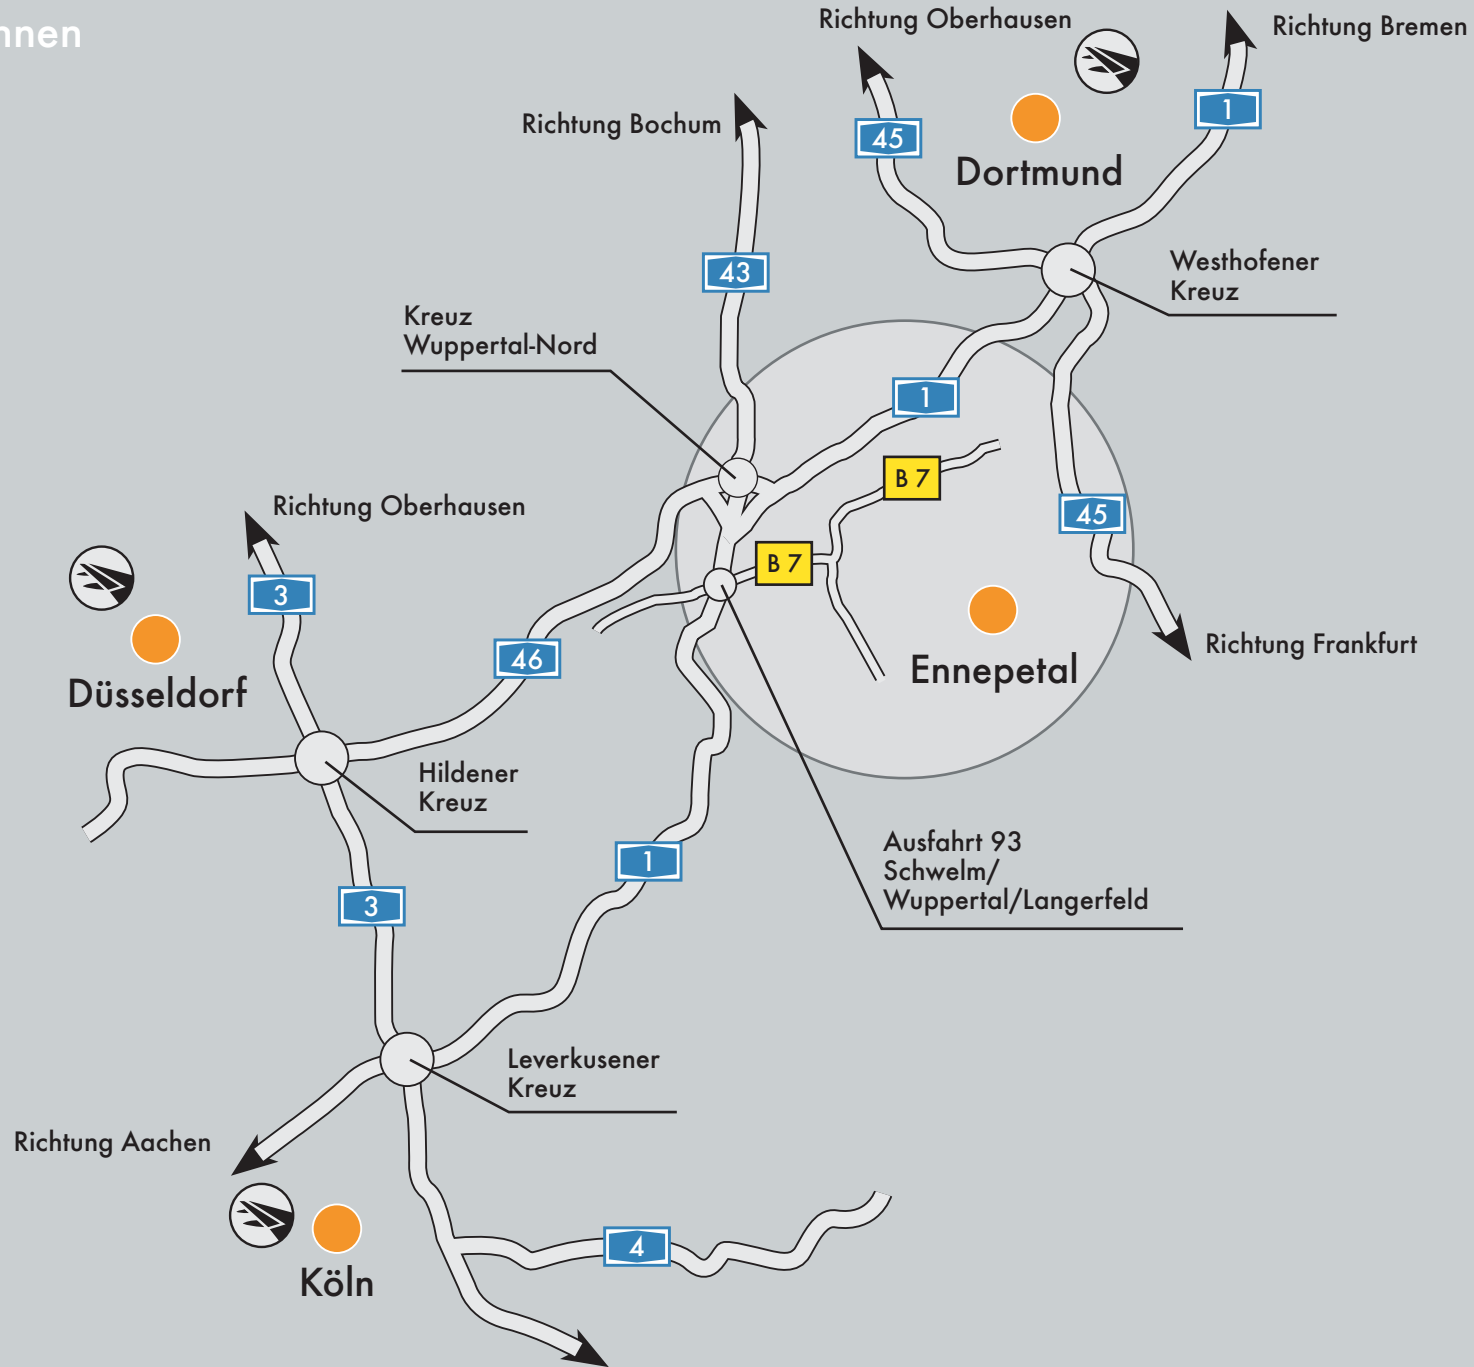 Richtung Oberhausen
Richtung Bremen
1
Richtung Bochum
45
Dortmund
43
Westhofener
Kreuz
Kreuz
Wuppertal-Nord
1
B 7
Richtung Oberhausen
45
B 7
3
46
Düsseldorf
Ennepetal
Richtung Frankfurt
Hildener
Kreuz
Ausfahrt 93
Schwelm/
Wuppertal/Langerfeld
1
3
Leverkusener
Kreuz
Richtung Aachen
4
Köln